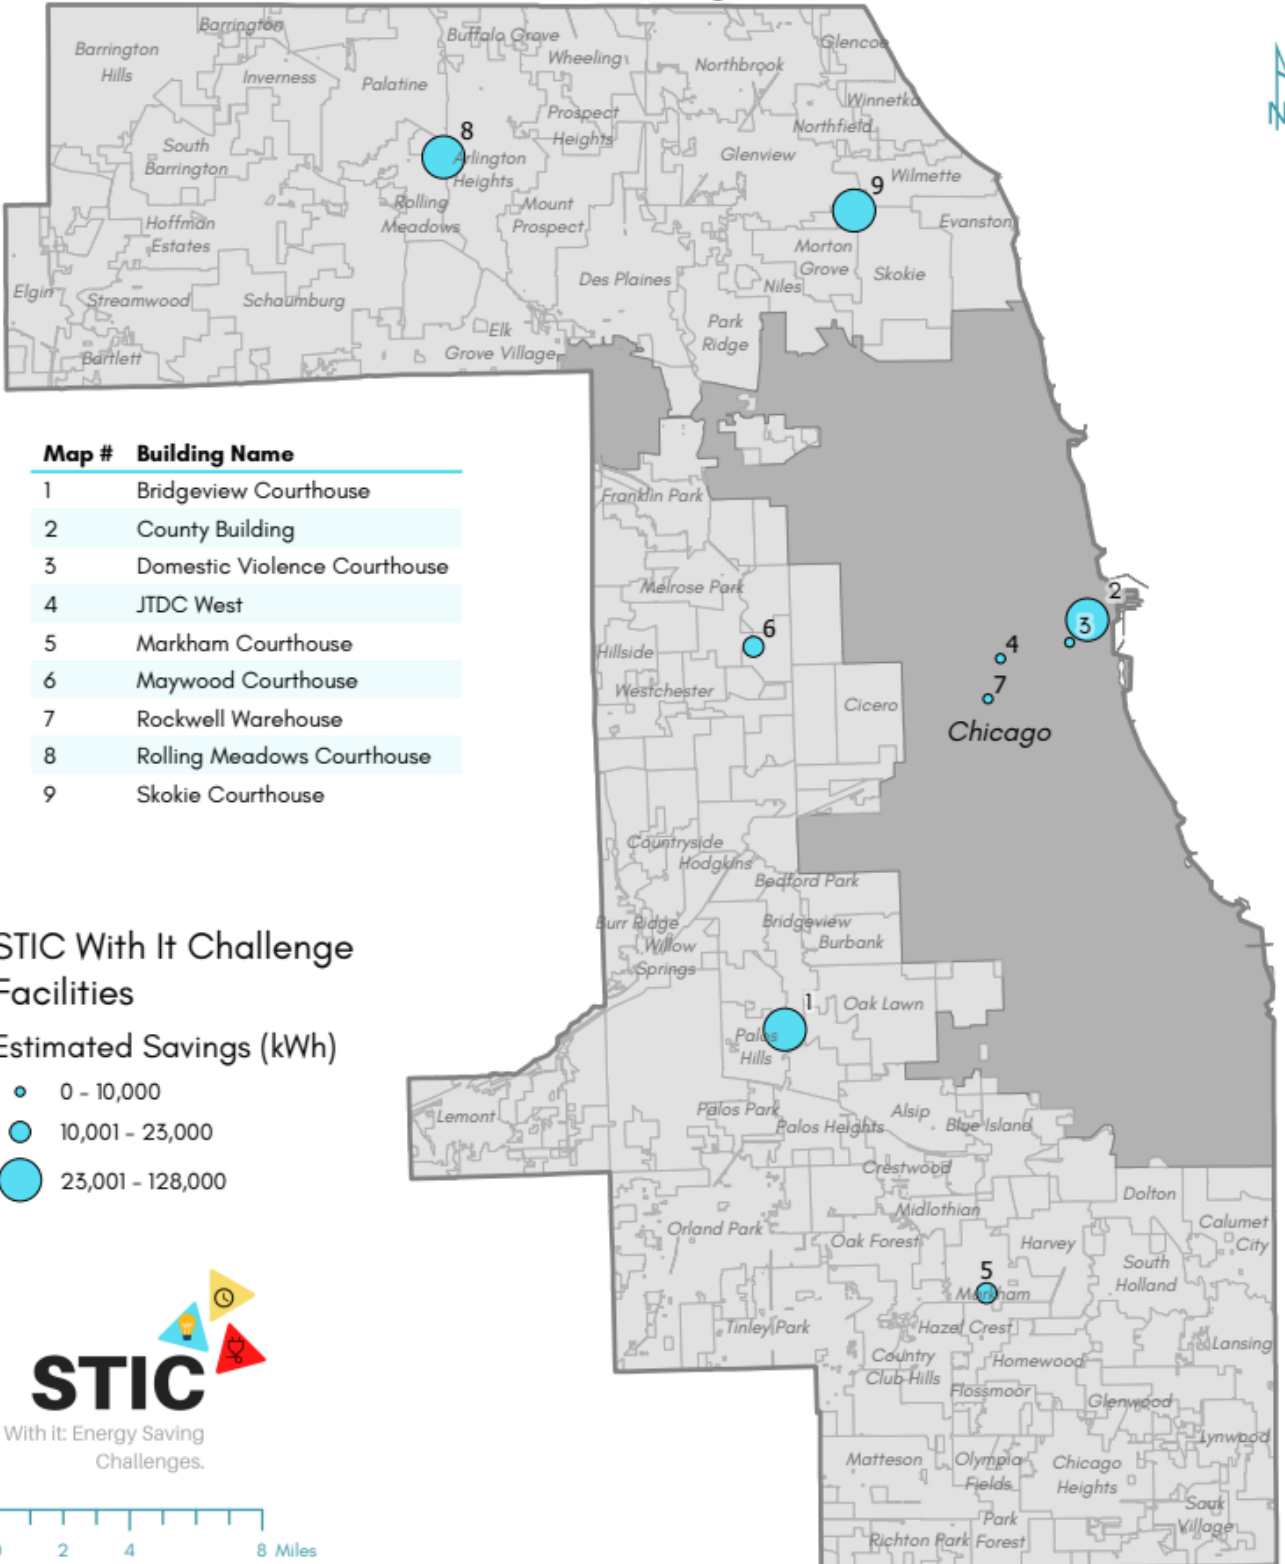 Barrington
Barrington
Hills
Inverness
Palatine
Buffalo Grove
Wheeling
Northbrook
Glencoe
Winnetka
Northfield
Prospect
Heights
Glenview
Wilmette
Evanston
South
Barrington
8
Arlington
Heights
Rolling
Meadows
Mount
Prospect
9
Morton
Grove
Skokie
Niles
Hoffman
Estates
Des Plaines
Elgin
Streamwood
Schaumburg
Park
Ridge
Elk
Grove Village
Bartlett
N
Map # Building Name
1 Bridgeview Courthouse
2 County Building
3 Domestic Violence Courthouse
4 JTDC West
5 Markham Courthouse
6 Maywood Courthouse
7 Rockwell Warehouse
8 Rolling Meadows Courthouse
9 Skokie Courthouse
Franklin Park
Melrose Park
6
Hillside
Westchester
Cicero
2
3
4
7
Chicago
Countryside
Hodgkins
Bedford Park
Burr Ridge
Willow
Springs
Bridgeview
Burbank
1
Oak Lawn
Palos
Hills
Lemont
Palos Park
Palos Heights
Alsip
Blue Island
Crestwood
Midlothian
Orland Park
Oak Forest
Harvey
Dolton
Calumet
City
South
Holland
5
Markham
Tinley Park
Hazel Crest
Country
Club Hills
Homewood
Lansing
Flossmoor
Glenwood
Lynwood
Matteson
Olympia
Fields
Chicago
Heights
Sauk
Village
Park
Forest
Richton Park
STIC With It Challenge
Facilities
Estimated Savings (kWh)
0 - 10,000
10,001 - 23,000
23,001 - 128,000
STIC
With it: Energy Saving
Challenges.
0 2 4 8 Miles